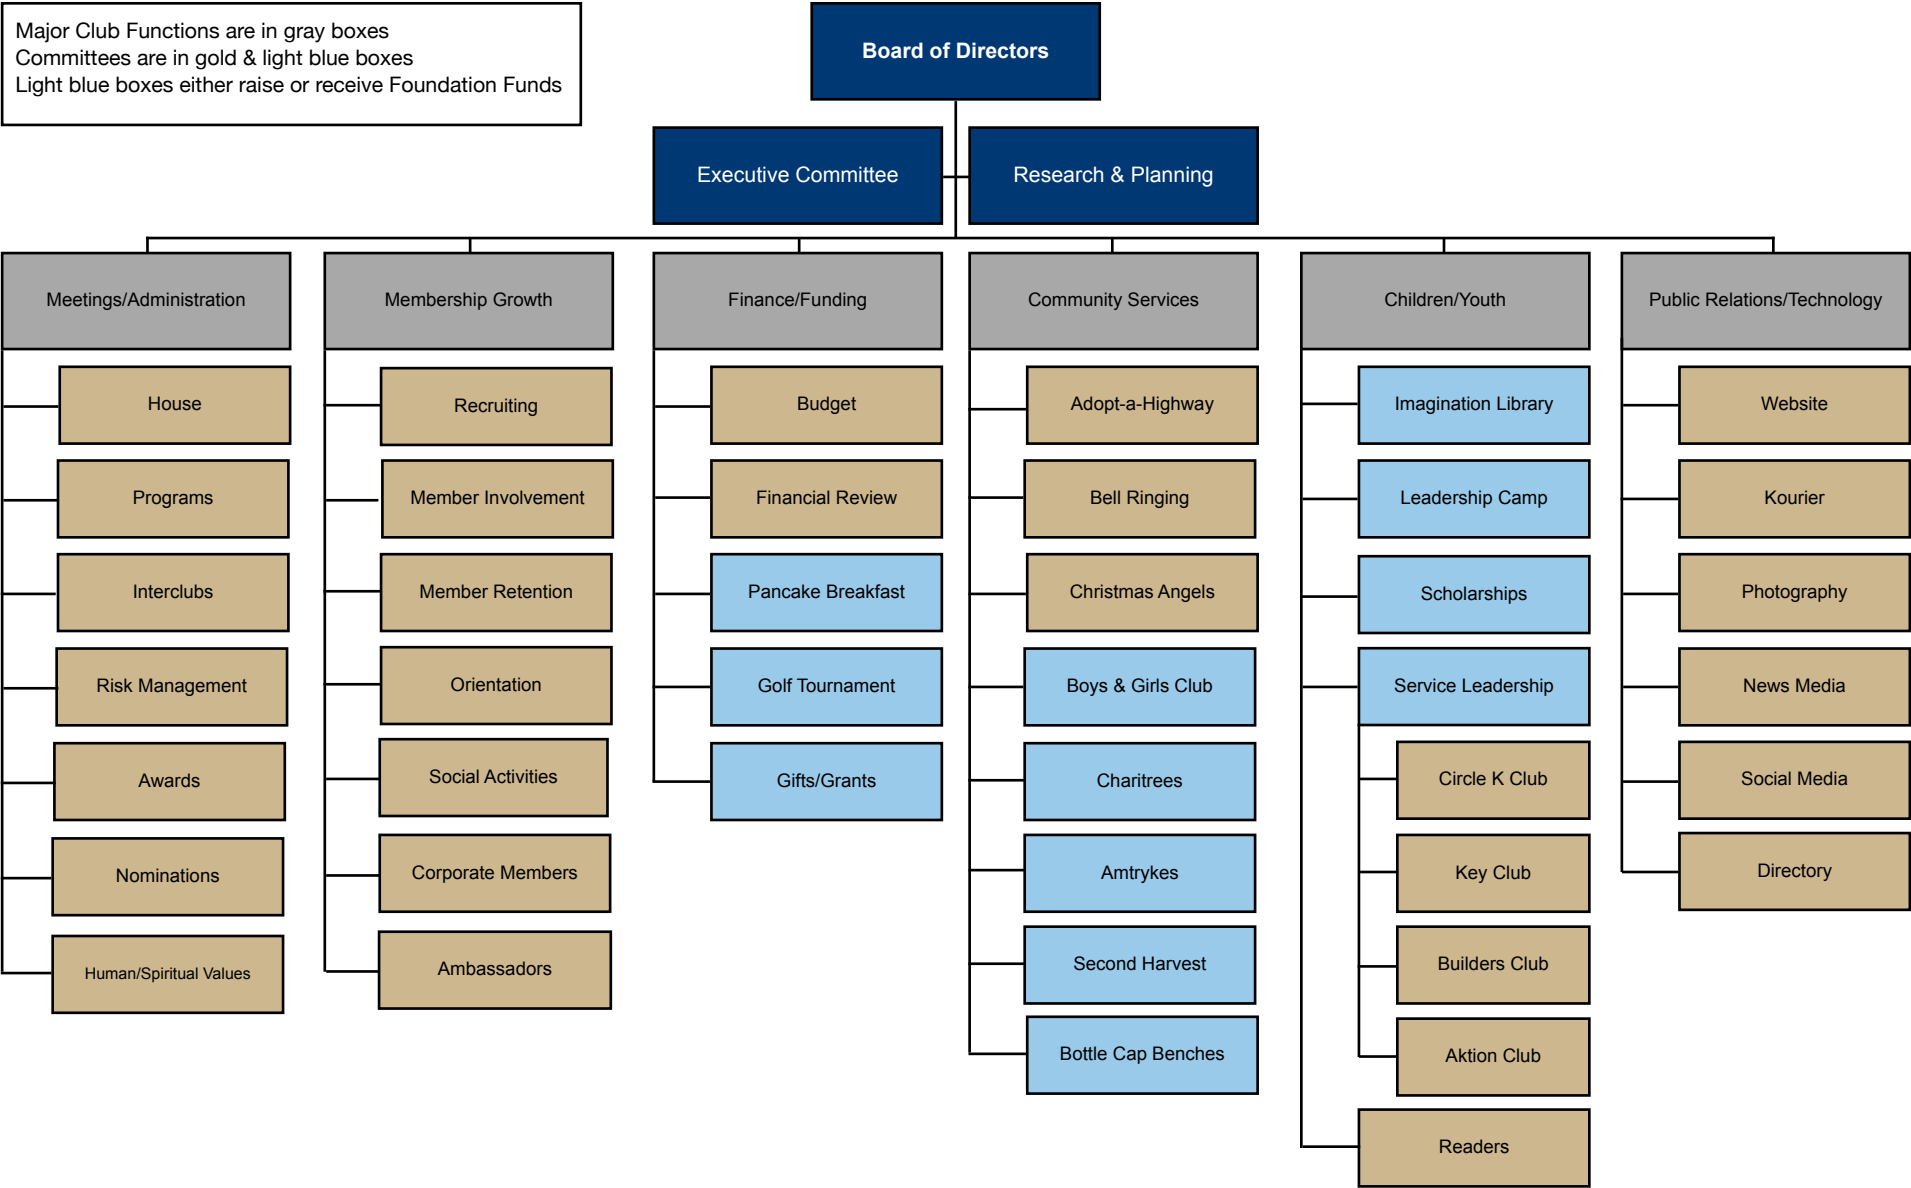 Major Club Functions are in gray boxes
Committees are in gold & light blue boxes
Light blue boxes either raise or receive Foundation Funds
Board of Directors
Executive Committee
Research & Planning
Meetings/Administration
House
Programs
Interclubs
Risk Management
Awards
Nominations
Human/Spiritual Values
Membership Growth
Recruiting
Member Involvement
Member Retention
Orientation
Social Activities
Corporate Members
Ambassadors
Finance/Funding
Budget
Financial Review
Pancake Breakfast
Golf Tournament
Gifts/Grants
Community Services
Adopt-a-Highway
Bell Ringing
Christmas Angels
Boys & Girls Club
Charitrees
Amtrykes
Second Harvest
Bottle Cap Benches
Children/Youth
Imagination Library
Leadership Camp
Scholarships
Service Leadership
Circle K Club
Key Club
Builders Club
Aktion Club
Readers
Public Relations/Technology
Website
Kourier
Photography
News Media
Social Media
Directory